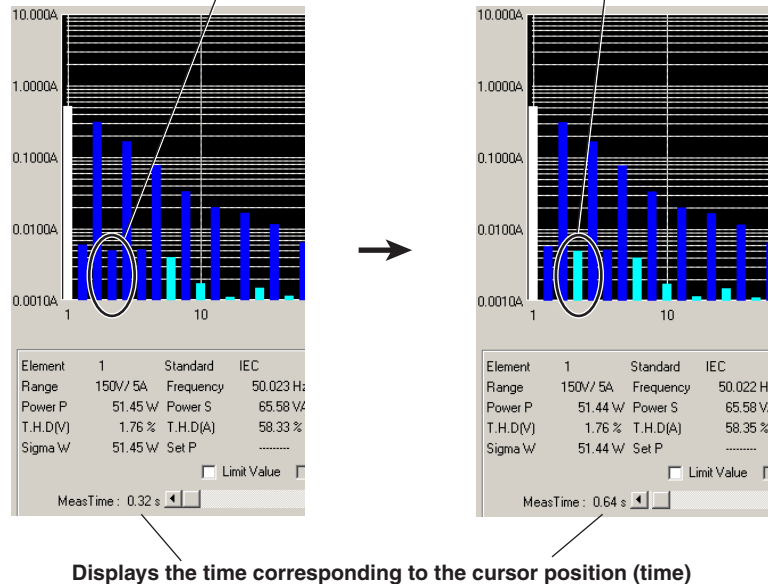 10.000A
1.0000A
0.1000A
0.0100A
0.0010A
1 10
Element 1 Standard IEC
Range 150V/ 5A Frequency 50.023 Hz
Power P 51.45 W Power S 65.58 VA
T.H.D(V) 1.76 % T.H.D(A) 58.33 %
Sigma W 51.45 W Set P --------
Limit Value
MeasTime : 0.32 s
10.000A
1.0000A
0.1000A
0.0100A
0.0010A
1 10
Element 1 Standard IEC
Range 150V/ 5A Frequency 50.022 H
Power P 51.44 W Power S 65.58 V
T.H.D(V) 1.76 % T.H.D(A) 58.35 %
Sigma W 51.44 W Set P --------
Limit Value
MeasTime : 0.64 s
Displays the time corresponding to the cursor position (time)